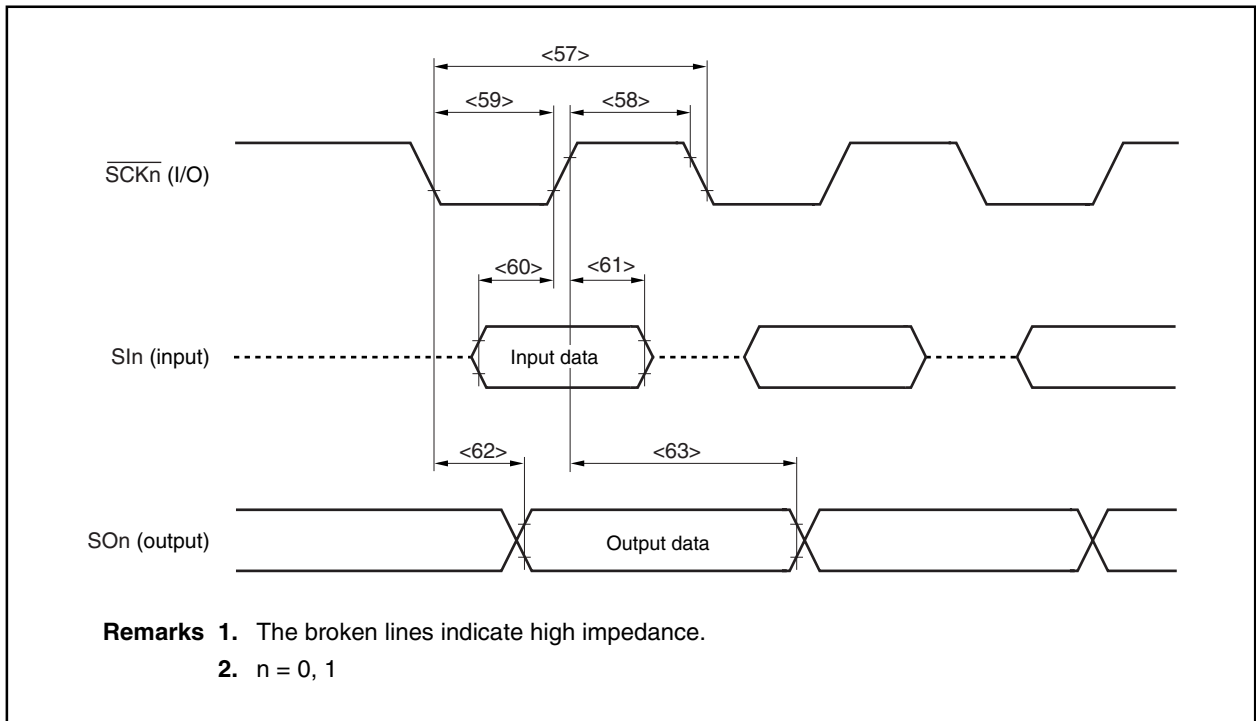 <57>
<59> <58>
SCKn (I/O)
<60> <61>
SIn (input)
Input data
<62> <63>
SOn (output)
Output data
Remarks 1. The broken lines indicate high impedance.
2. n = 0, 1